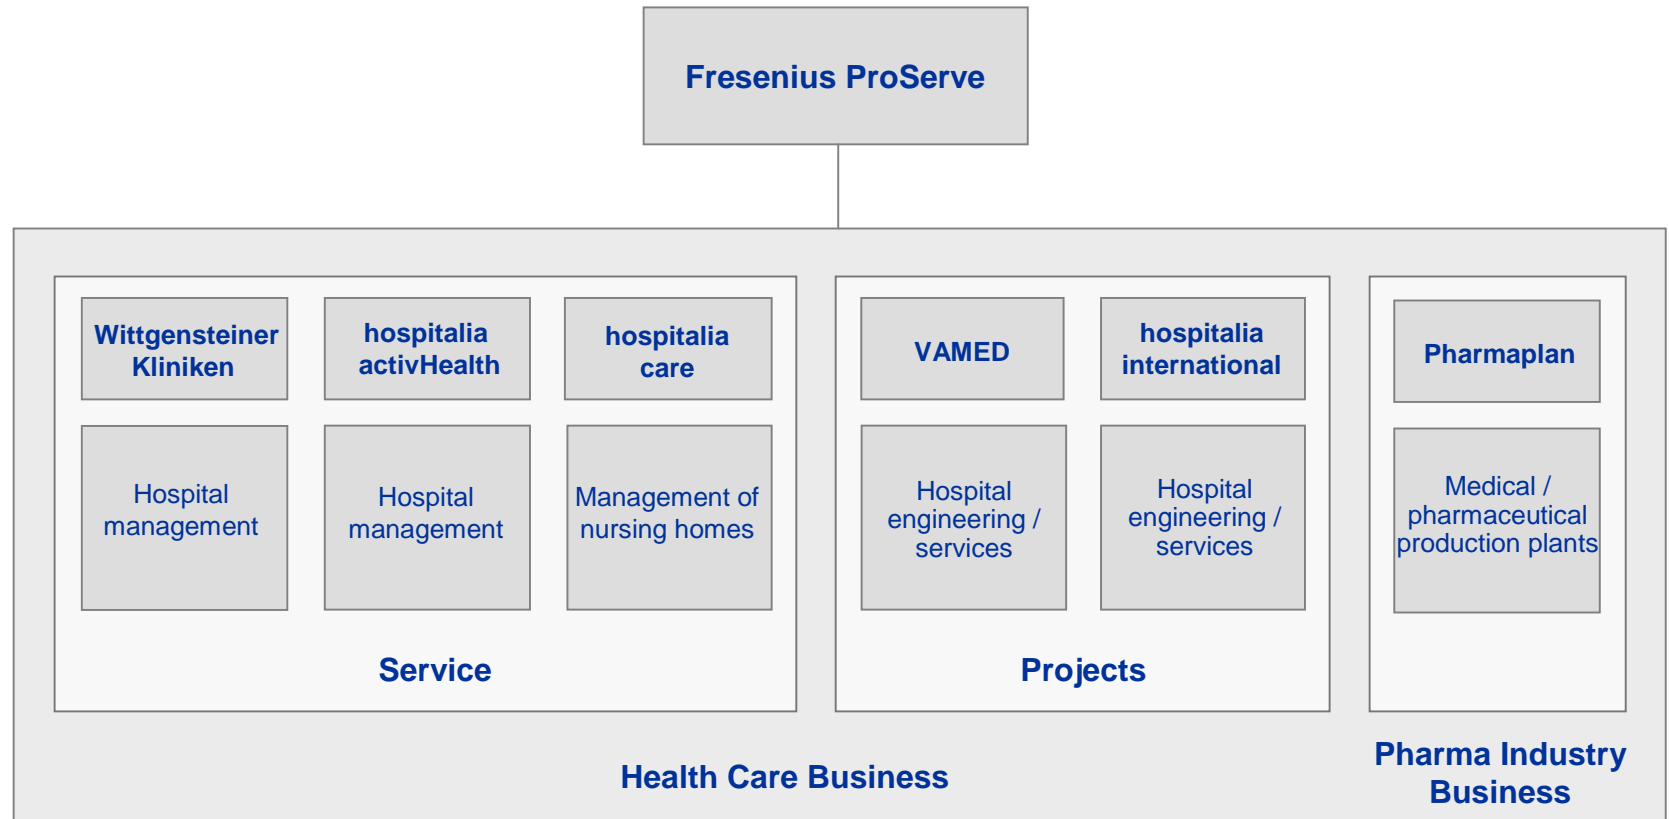 Fresenius ProServe
Wittgensteiner
Kliniken
hospitalia
activHealth
hospitalia
care
VAMED
hospitalia
international
Pharmaplan
Hospital
management
Hospital
management
Management of
nursing homes
Hospital
engineering /
services
Hospital
engineering /
services
Medical /
pharmaceutical
production plants
Service
Projects
Health Care Business
Pharma Industry
Business